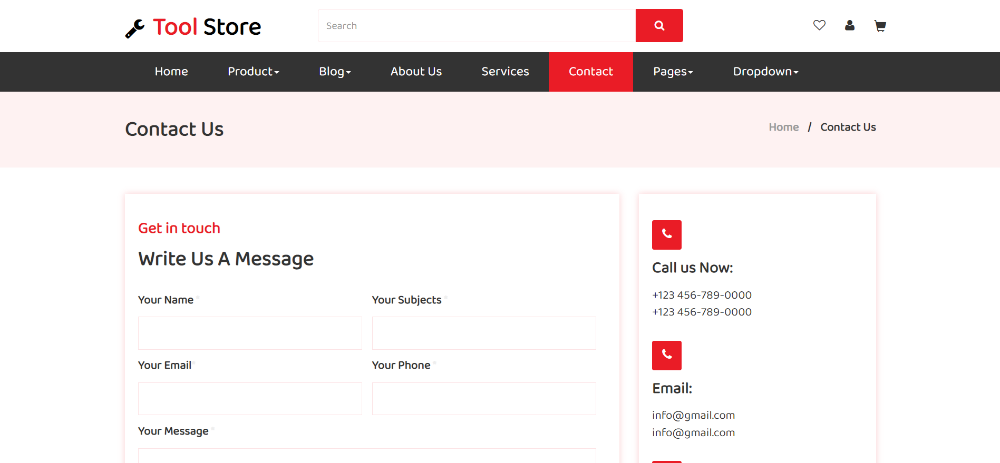 Tool Store
Search
Home Product Blog About Us Services Contact Pages Dropdown
Contact Us
Home / Contact Us
Get in touch
Write Us A Message
Your Name * Your Subjects *
Your Email* Your Phone *
Your Message *
Call us Now:
+123 456-789-0000
+123 456-789-0000
Email:
info@gmail.com
info@gmail.com